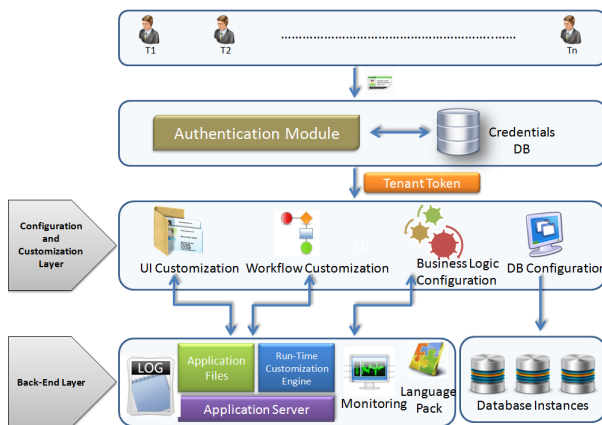 T1
T2
Tn
Authentication Module
Credentials
DB
Tenant Token
Configuration
and
Customization
Layer
UI Customization
Workflow Customization
Business Logic
Configuration
DB Configuration
Back-End Layer
LOG
Application
Files
Run-Time
Customization
Engine
Application Server
Monitoring
Language
Pack
Database Instances